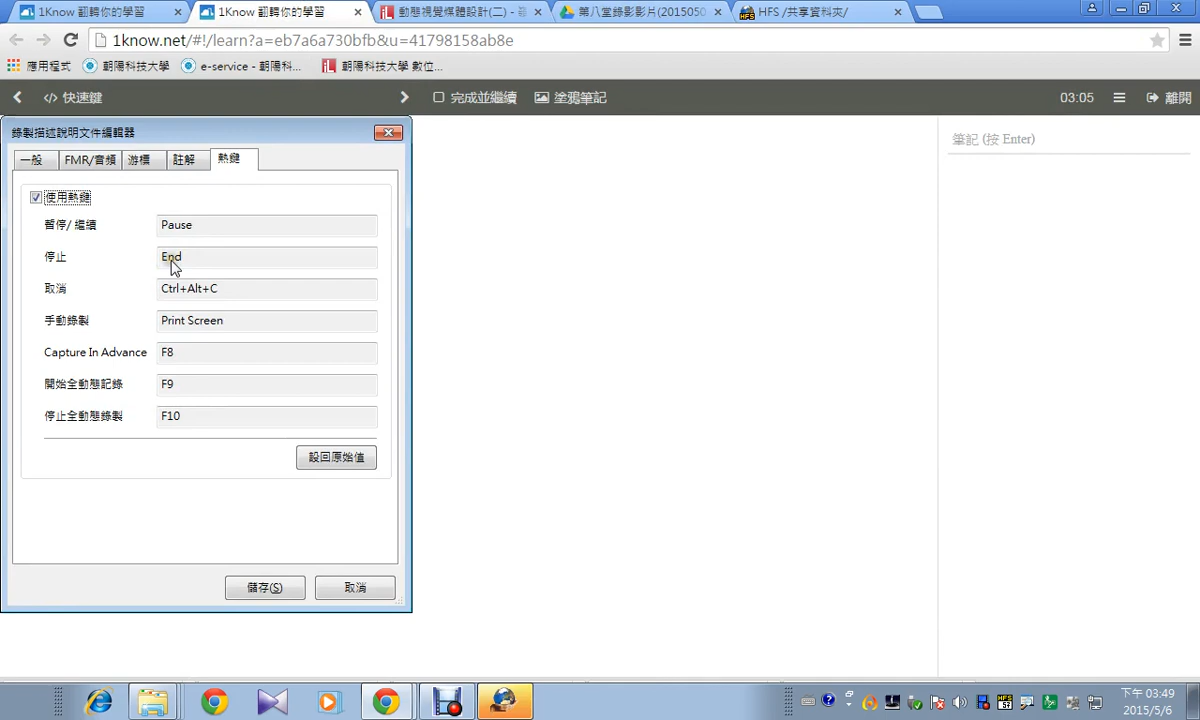 1Know 翻轉你的學習
1Know 翻轉你的學習
動態視覺媒體設計(二) -
第八堂錄影影片(2015050
HFS /共享資料夾/
1know.net/#!/learn?a=eb7a6a730bfb&u=41798158ab8e
應用程式
朝陽科技大學
e-service - 朝陽科...
朝陽科技大學 數位...
</> 快速鍵
完成並繼續
塗鴉筆記
03:05
離開
筆記 (按 Enter)
錄製描述說明文件編輯器
一般
FMR/音頻
游標
註解
熱鍵
使用熱鍵
暫停/ 繼續
Pause
停止
End
取消
Ctrl+Alt+C
手動錄製
Print Screen
Capture In Advance
F8
開始全動態記錄
F9
停止全動態錄製
F10
設回原始值
儲存(S)
取消
下午 03:49
2015/5/6